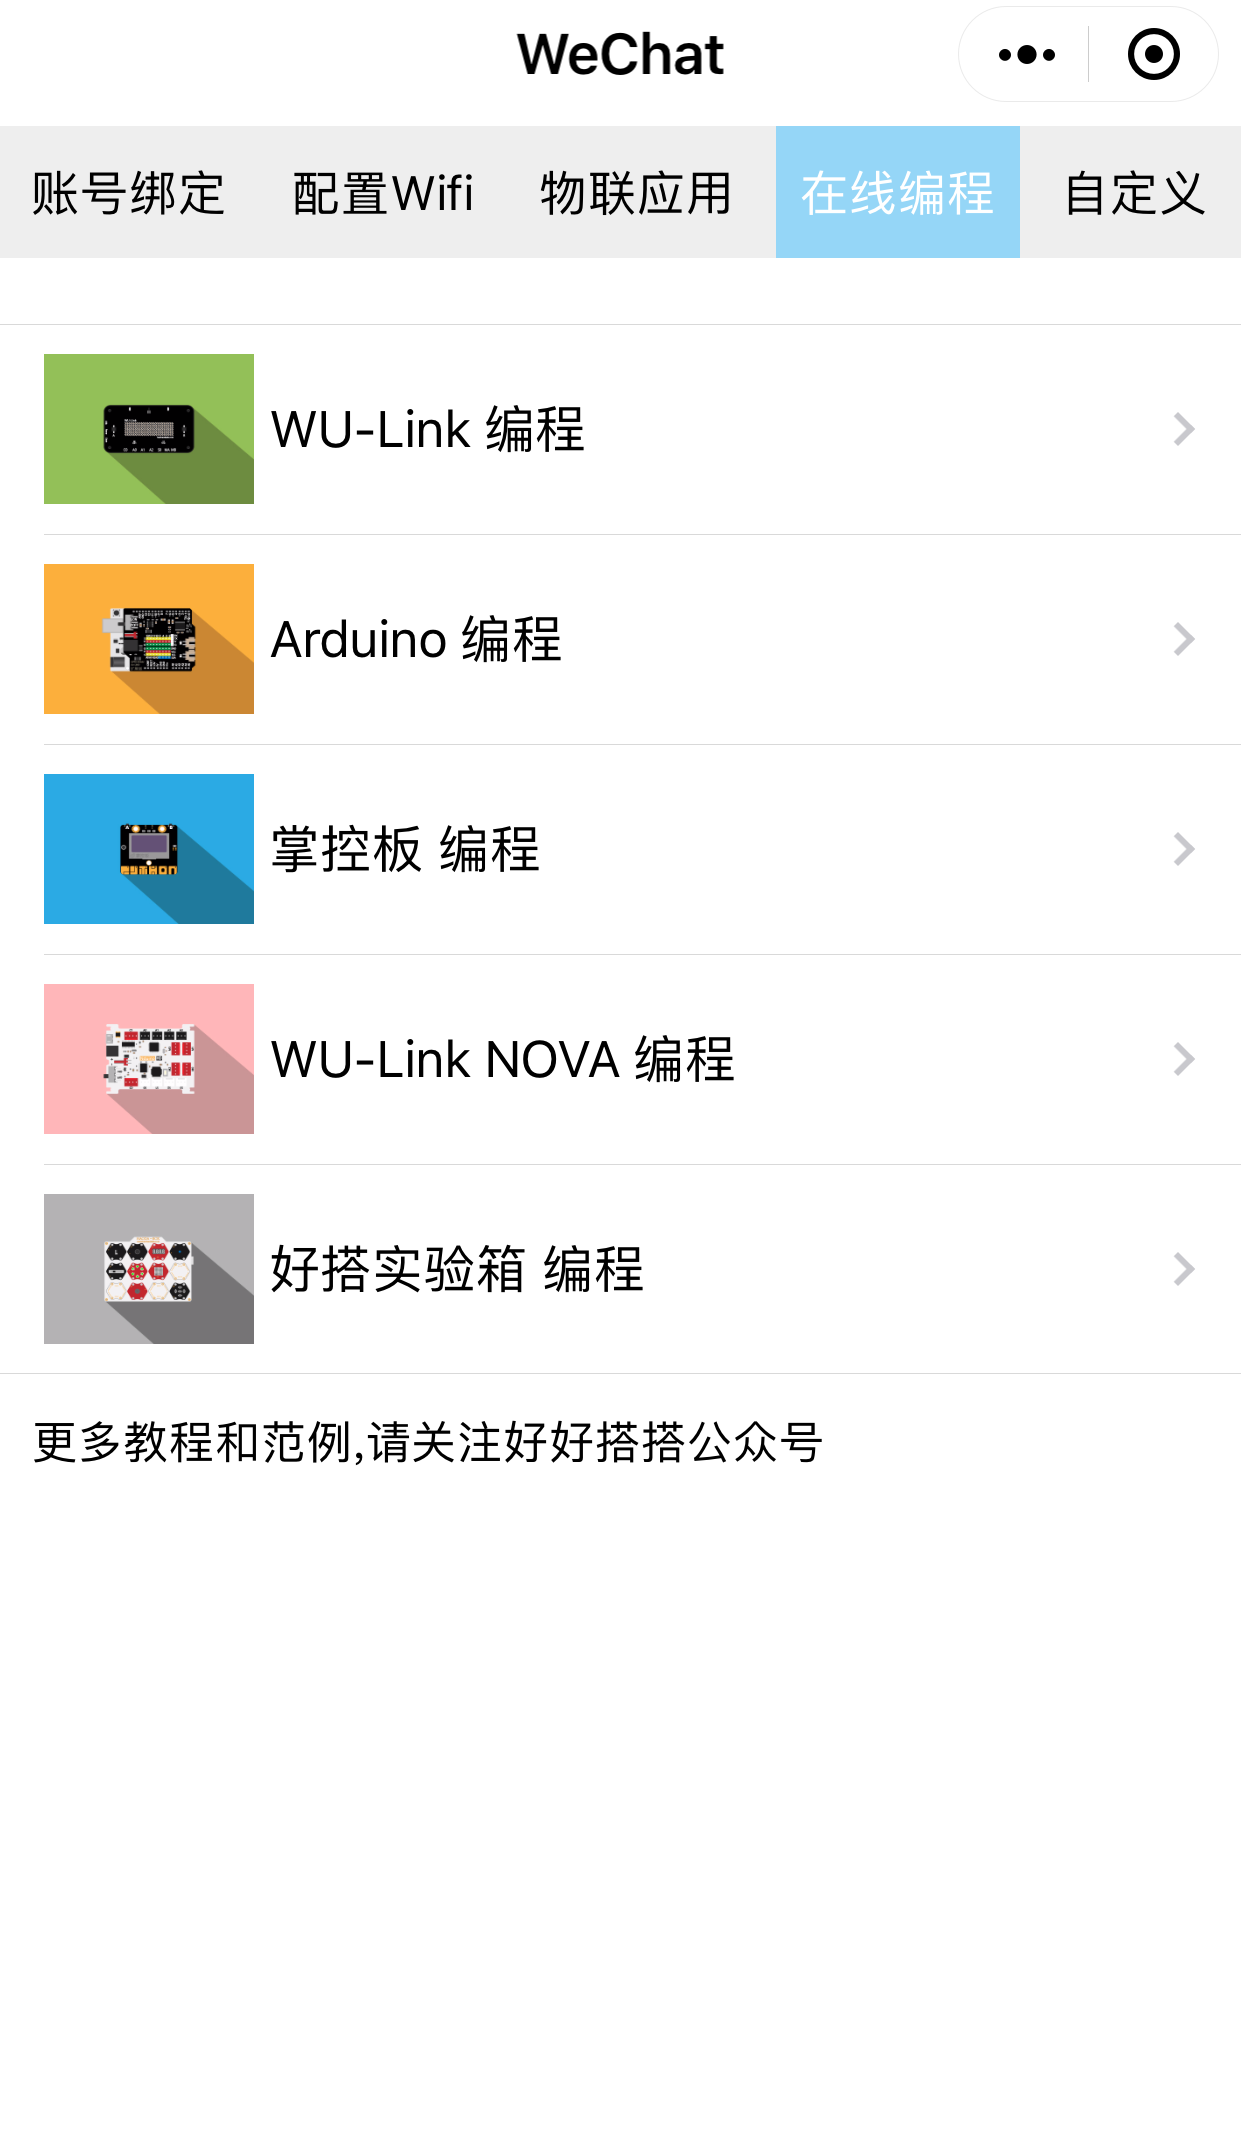 WeChat
账号绑定 配置Wifi 物联应用 在线编程 自定义
WU-Link 编程
Arduino 编程
掌控板 编程
WU-Link NOVA 编程
好搭实验箱 编程
更多教程和范例,请关注好好搭搭公众号